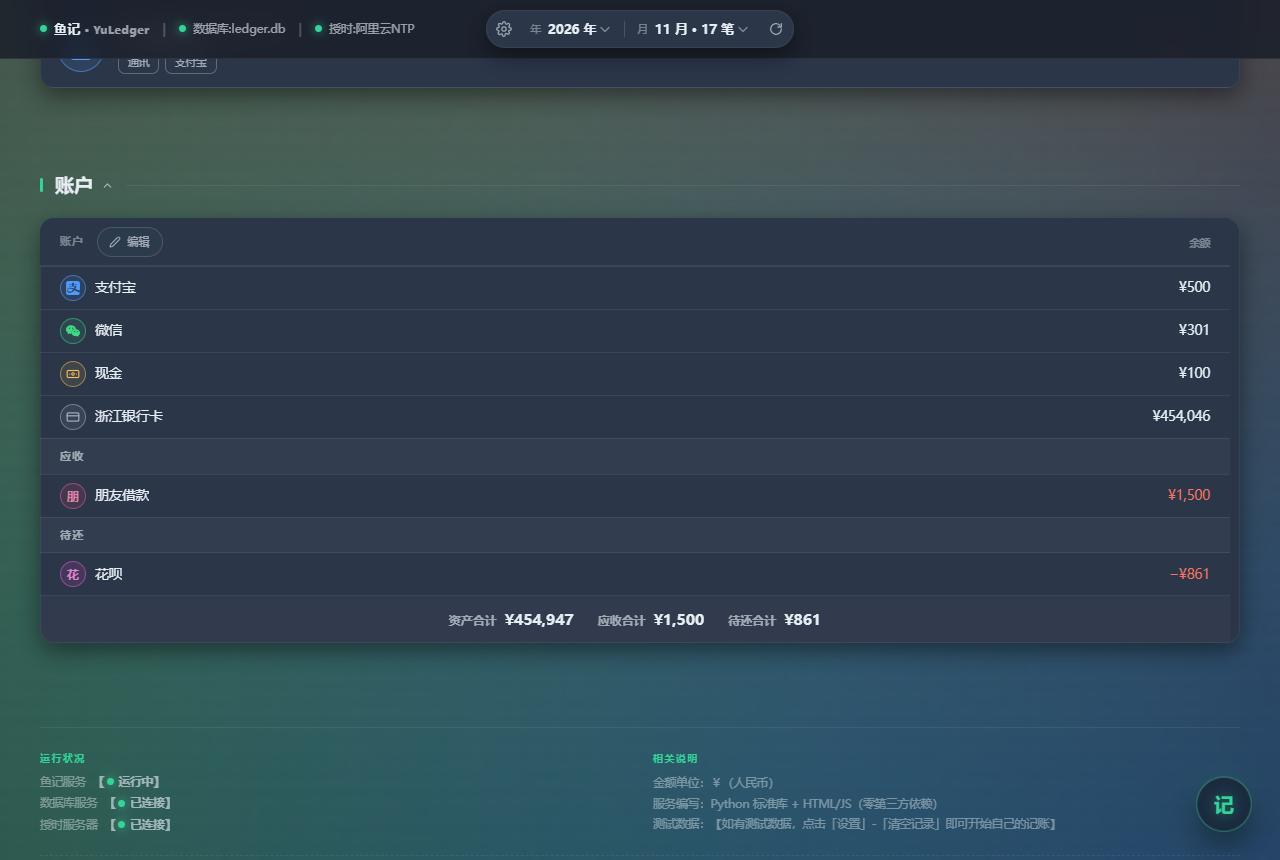 鱼记 • YuLedger | 数据库:ledger.db | 授时:阿里云NTP 年 2026 年 月 11 月 • 17 笔
通讯 支付宝
账户
账户 编辑 余额
支付宝 ¥500
微信 ¥301
现金 ¥100
浙江银行卡 ¥454,046
应收
朋 朋友借款 ¥1,500
待还
花 花呗 −¥861
资产合计 ¥454,947 应收合计 ¥1,500 待还合计 ¥861
运行状况
鱼记服务 【运行中】
数据库服务 【已连接】
授时服务器 【已连接】
相关说明
金额单位：¥（人民币）
服务编写：Python 标准库 + HTML/JS（零第三方依赖）
测试数据：【如有测试数据，点击「设置」-「清空记录」即可开始自己的记账】
记